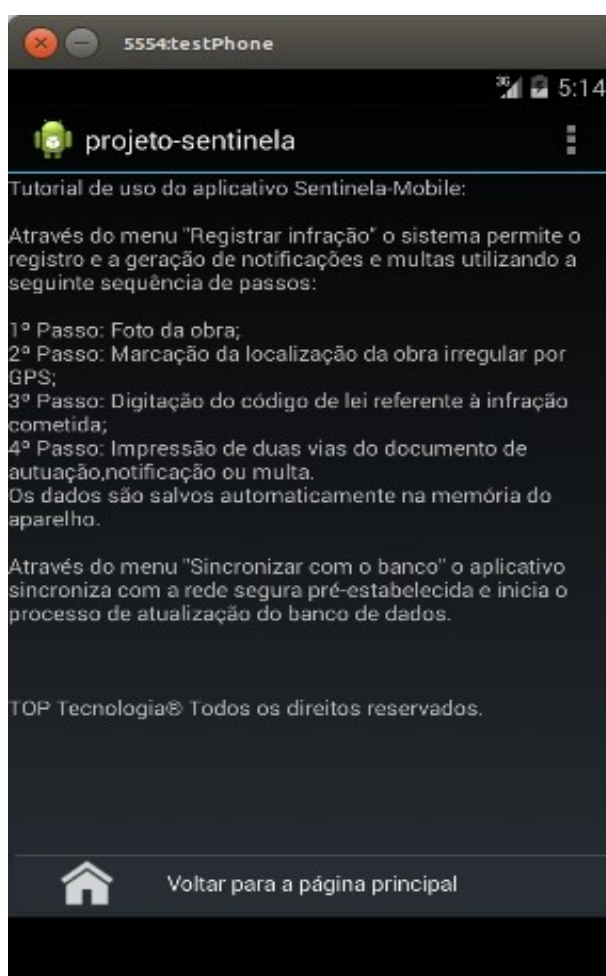 5554:testPhone
3G 5:14
projeto-sentinela
Tutorial de uso do aplicativo Sentinela-Mobile:
Através do menu "Registrar infração" o sistema permite o
registro e a geração de notificações e multas utilizando a
seguinte sequência de passos:
1º Passo: Foto da obra;
2º Passo: Marcação da localização da obra irregular por
GPS;
3º Passo: Digitação do código de lei referente à infração
cometida;
4º Passo: Impressão de duas vias do documento de
autuação,notificação ou multa.
Os dados são salvos automaticamente na memória do
aparelho.
Através do menu "Sincronizar com o banco" o aplicativo
sincroniza com a rede segura pré-estabelecida e inicia o
processo de atualização do banco de dados.
TOP Tecnologia® Todos os direitos reservados.
Voltar para a página principal